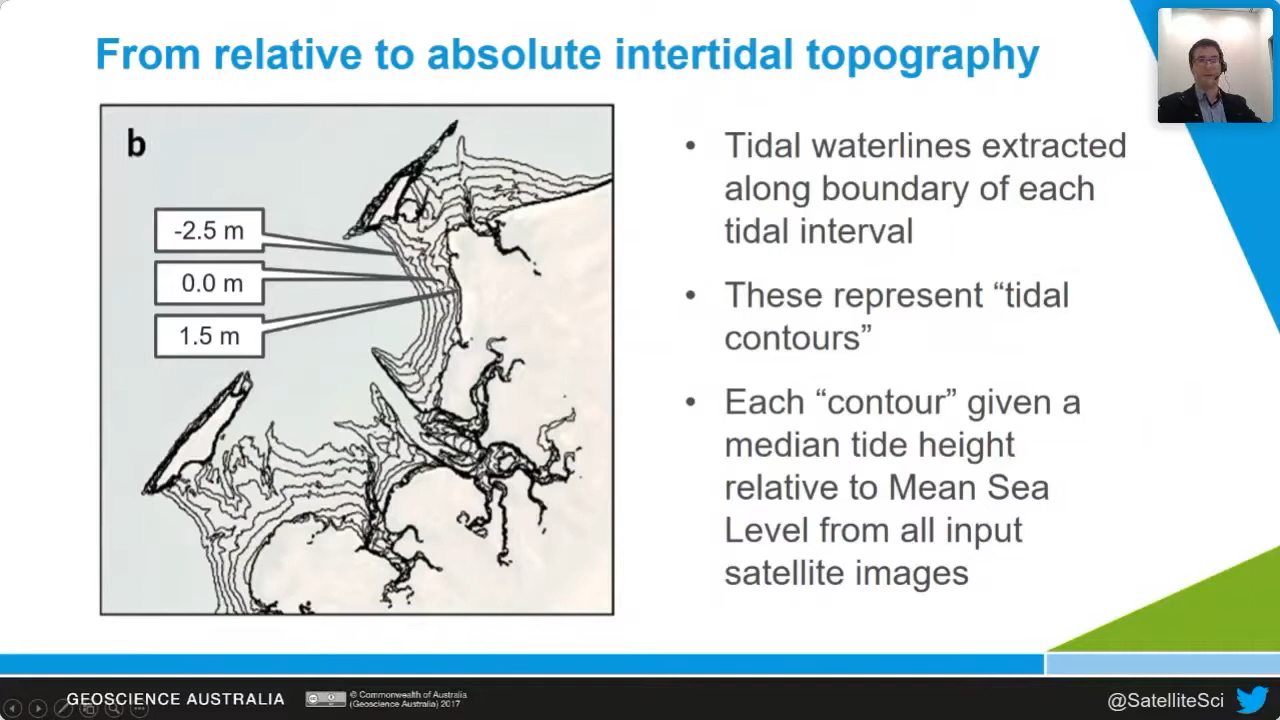 From relative to absolute intertidal topography
b
-2.5 m
0.0 m
1.5 m
• Tidal waterlines extracted
along boundary of each
tidal interval
• These represent “tidal
contours”
• Each “contour” given a
median tide height
relative to Mean Sea
Level from all input
satellite images
GEOSCIENCE AUSTRALIA
© Commonwealth of Australia
(Geoscience Australia) 2017
@SatelliteSci